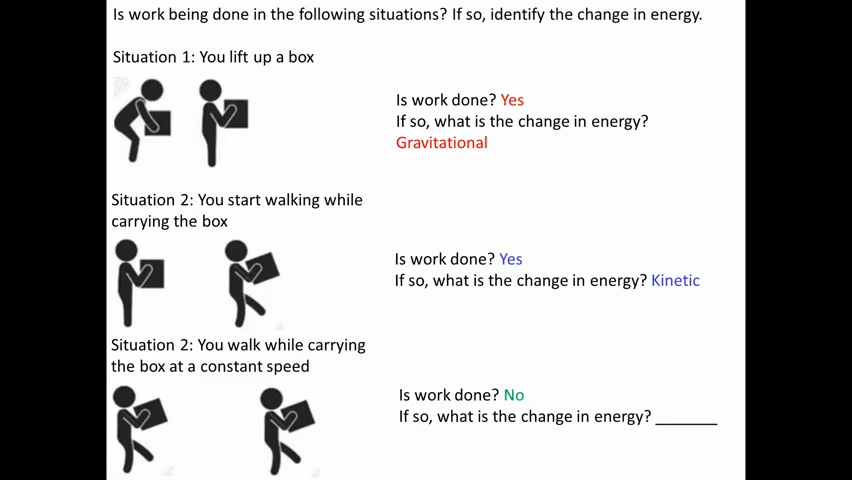 Is work being done in the following situations? If so, identify the change in energy.
Situation 1: You lift up a box
Is work done? Yes
If so, what is the change in energy?
Gravitational
Situation 2: You start walking while
carrying the box
Is work done? Yes
If so, what is the change in energy? Kinetic
Situation 2: You walk while carrying
the box at a constant speed
Is work done? No
If so, what is the change in energy? _______